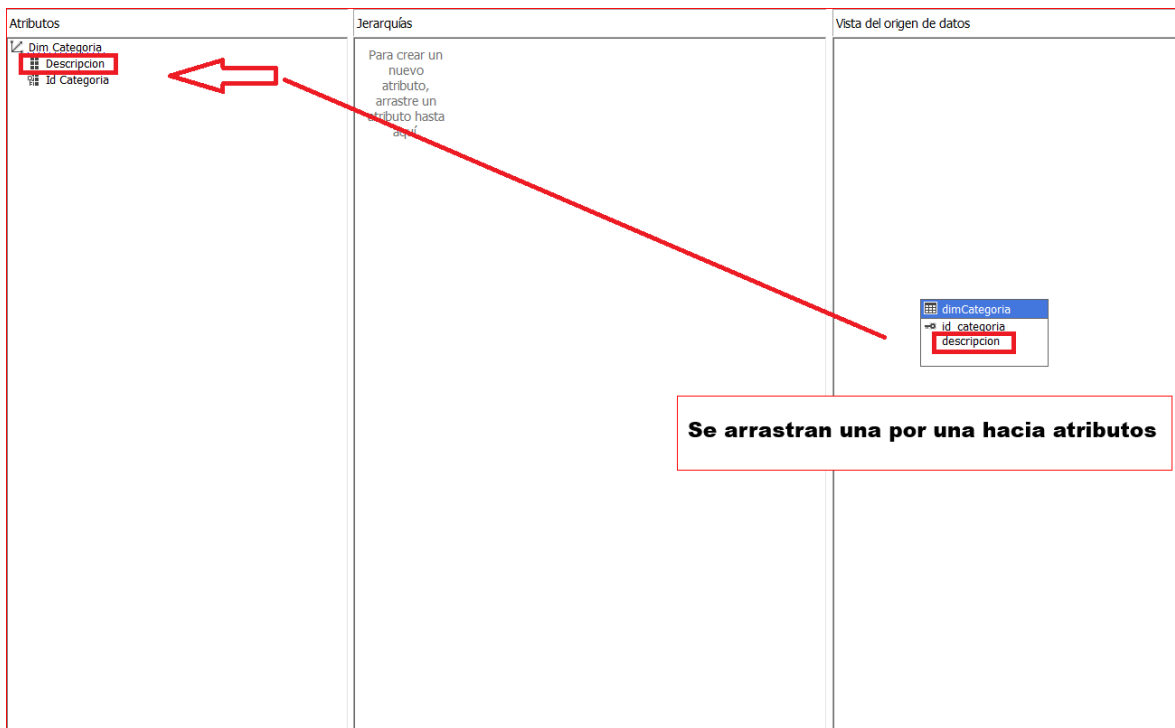 Atributos
Dim Categoria
Descripcion
Id Categoria
Jerarquías
Para crear un
nuevo
atributo,
arrastre un
atributo hasta
aquí.
Vista del origen de datos
dimCategoria
id_categoria
descripcion
Se arrastran una por una hacia atributos